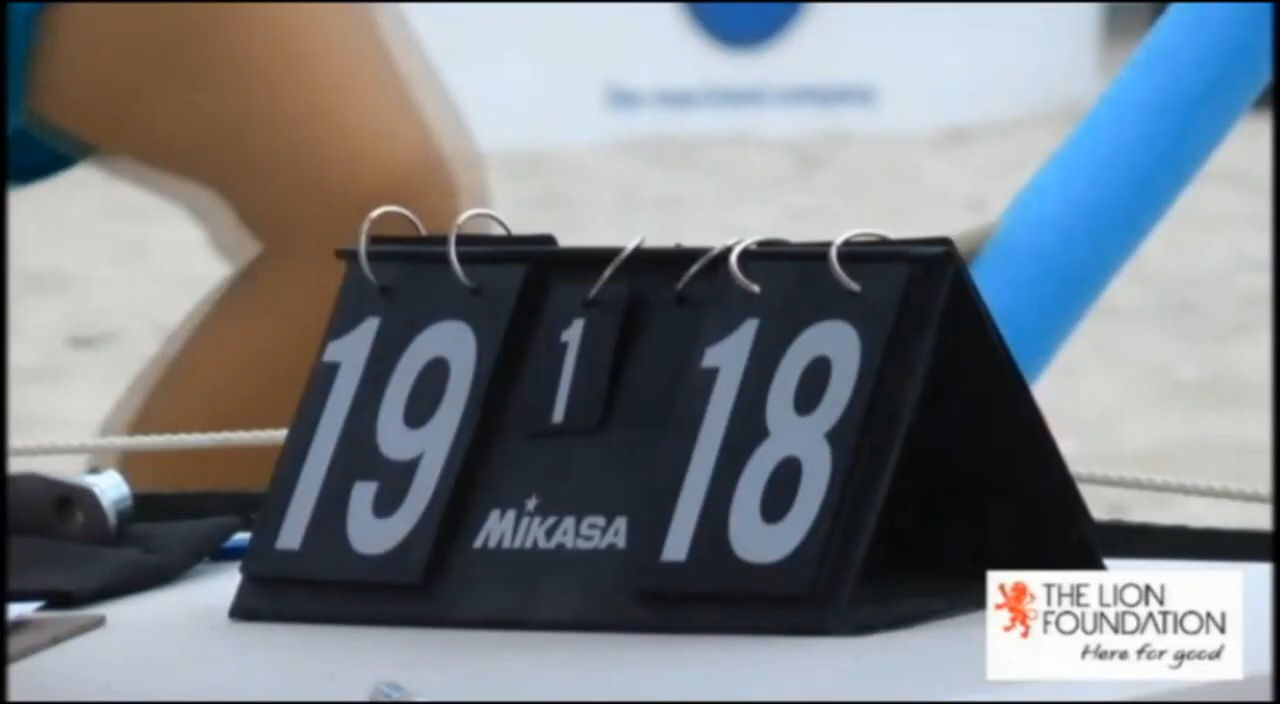 19 1 18
MIKASA
THE LION
FOUNDATION
Here for good